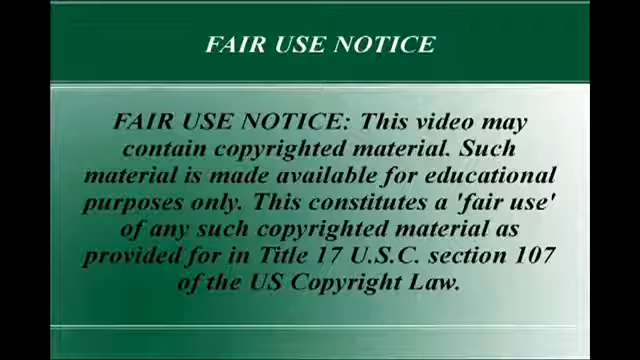 FAIR USE NOTICE
FAIR USE NOTICE: This video may
contain copyrighted material. Such
material is made available for educational
purposes only. This constitutes a 'fair use'
of any such copyrighted material as
provided for in Title 17 U.S.C. section 107
of the US Copyright Law.